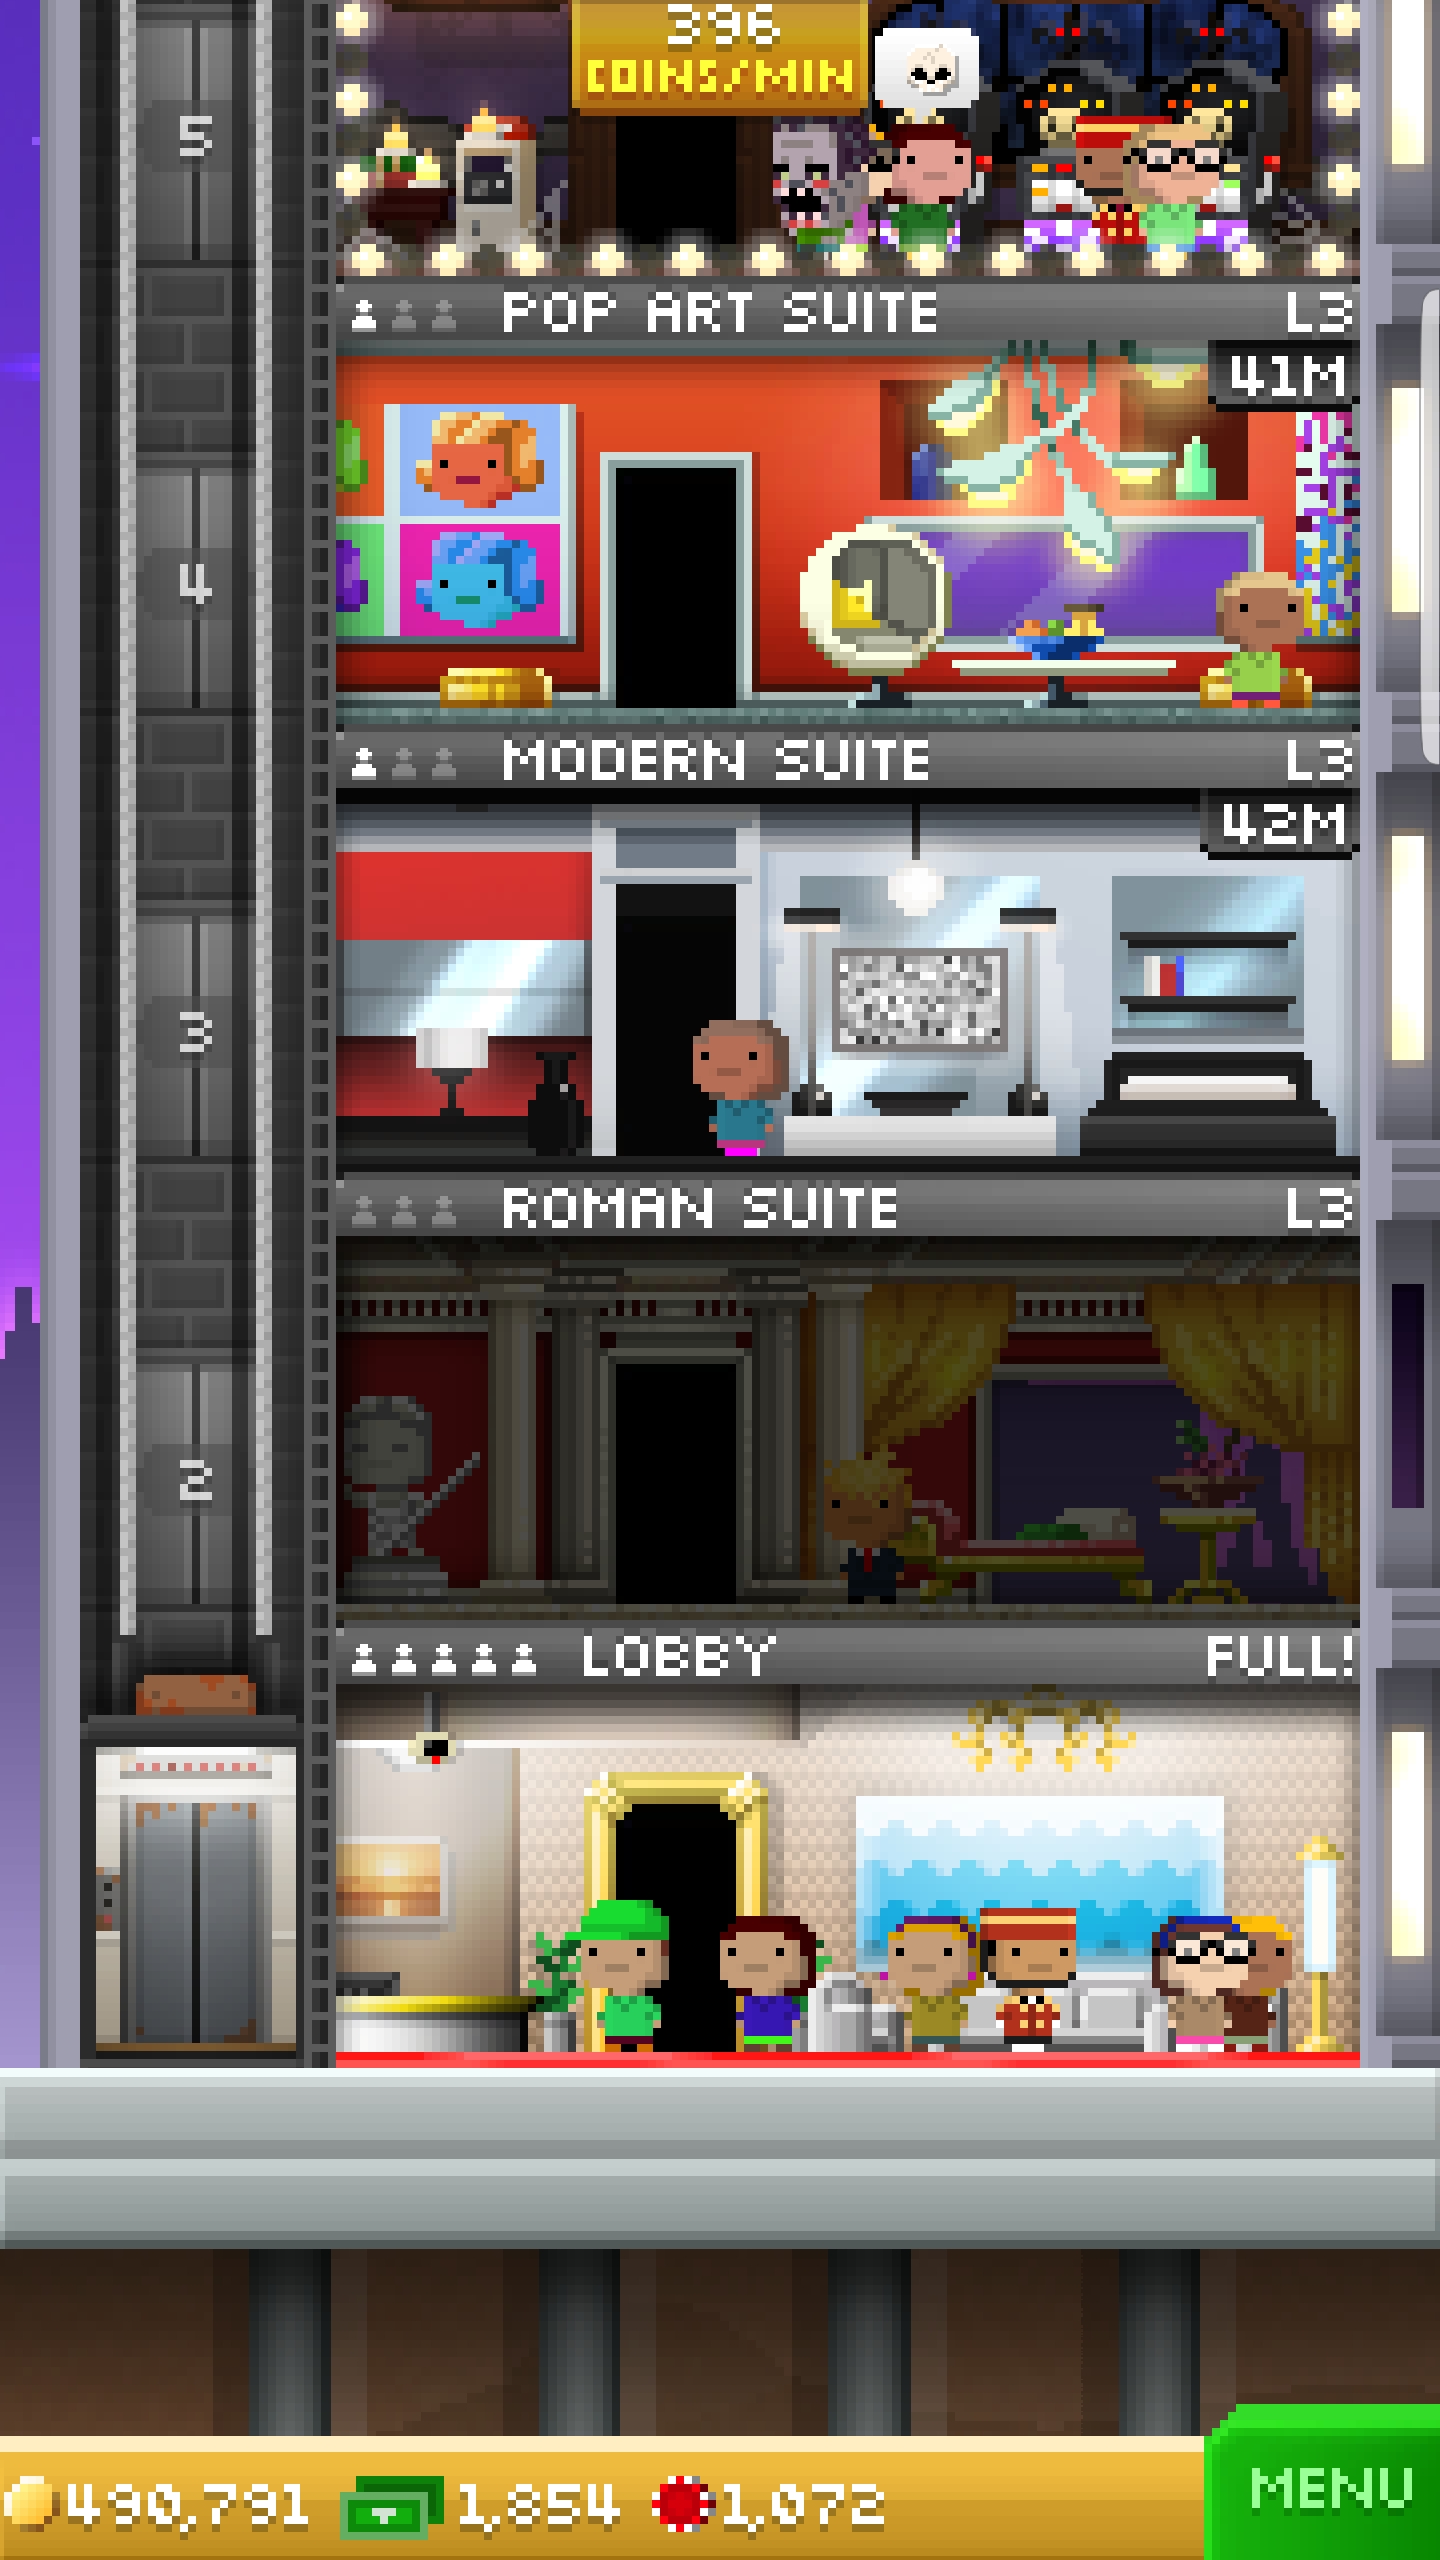 396
COINS/MIN
5
POP ART SUITE L3
41M
4
MODERN SUITE L3
42M
3
ROMAN SUITE L3
2
LOBBY FULL!
490,791 1,854 1,072 MENU